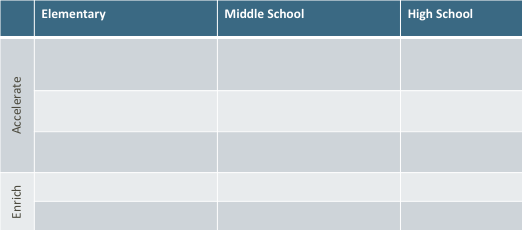 Elementary
Middle School
High School
Accelerate
Enrich